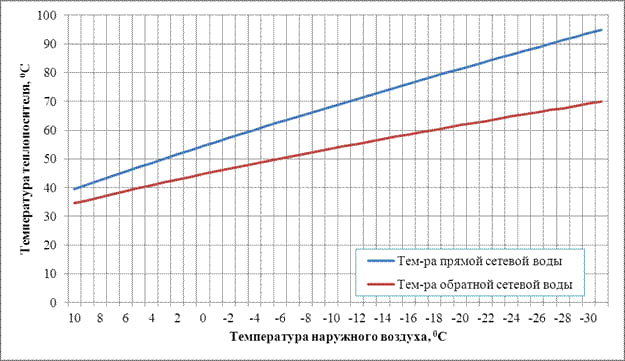 Температура теплоносителя, ⁰С
100
90
80
70
60
50
40
30
20
10
0
Тем-ра прямой сетевой воды
Тем-ра обратной сетевой воды
10 8 6 4 2 0 -2 -4 -6 -8 -10 -12 -14 -16 -18 -20 -22 -24 -26 -28 -30
Температура наружного воздуха, ⁰С